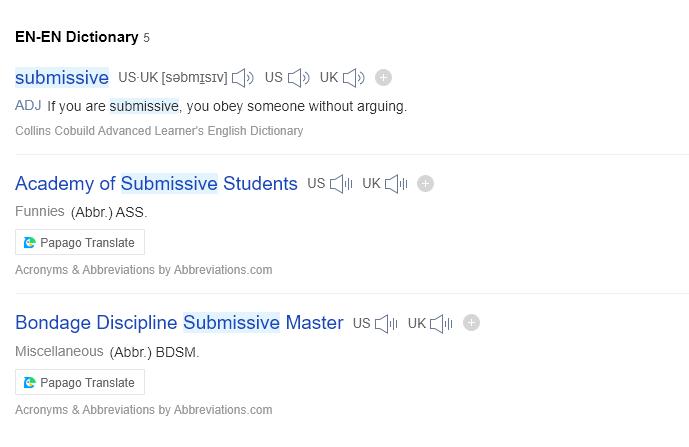 EN-EN Dictionary 5
submissive US·UK [səbmɪsɪv] US UK
ADJ If you are submissive, you obey someone without arguing.
Collins Cobuild Advanced Learner's English Dictionary
Academy of Submissive Students US UK
Funnies (Abbr.) ASS.
Papago Translate
Acronyms & Abbreviations by Abbreviations.com
Bondage Discipline Submissive Master US UK
Miscellaneous (Abbr.) BDSM.
Papago Translate
Acronyms & Abbreviations by Abbreviations.com